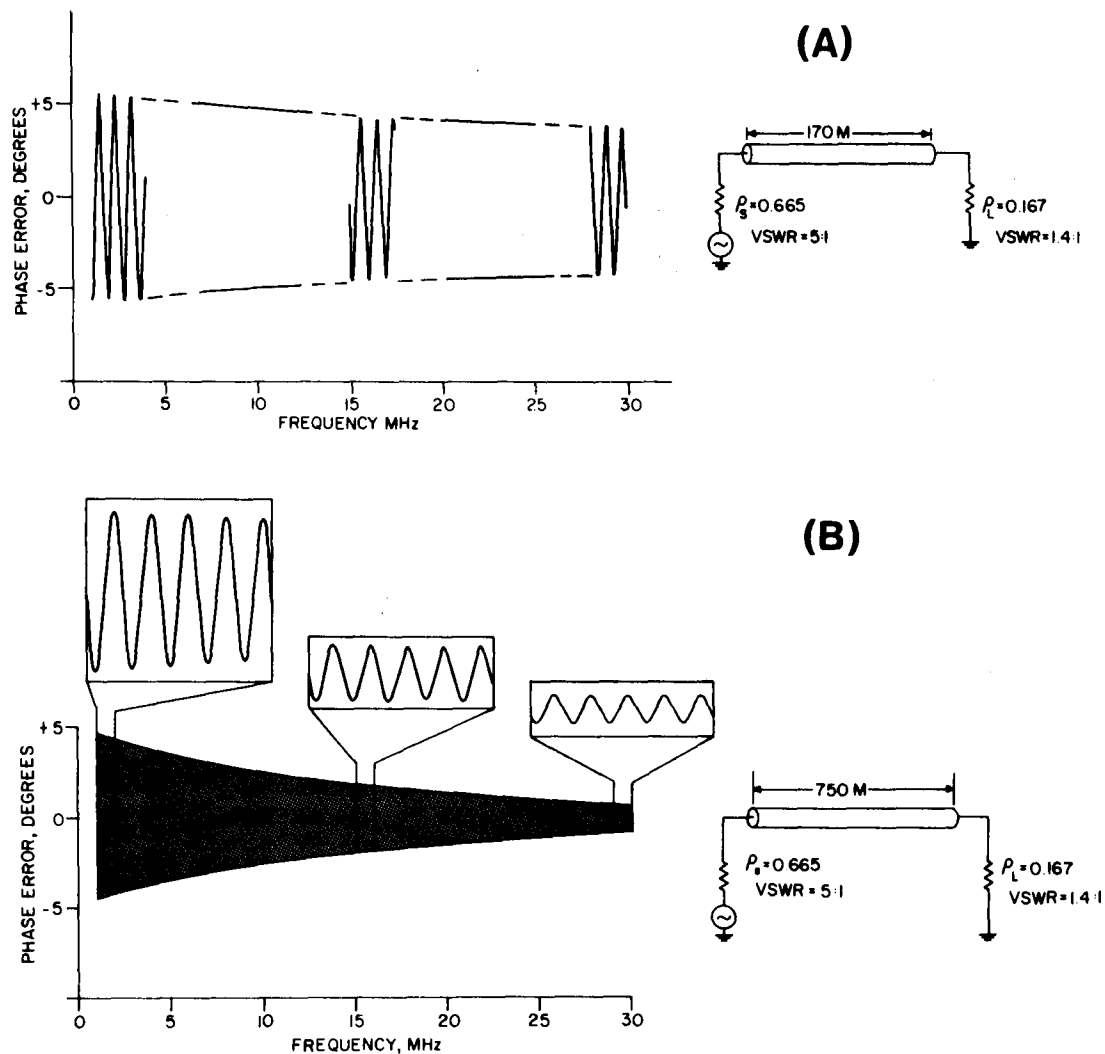 (A)
PHASE ERROR, DEGREES
+5
0
-5
0 5 10 15 20 25 30
FREQUENCY MHz
170 M
ρS=0.665
VSWR=5:1
ρL=0.167
VSWR=1.4:1
(B)
PHASE ERROR, DEGREES
+5
0
-5
0 5 10 15 20 25 30
FREQUENCY, MHz
750 M
ρs=0.665
VSWR=5:1
ρL=0.167
VSWR=1.4:1